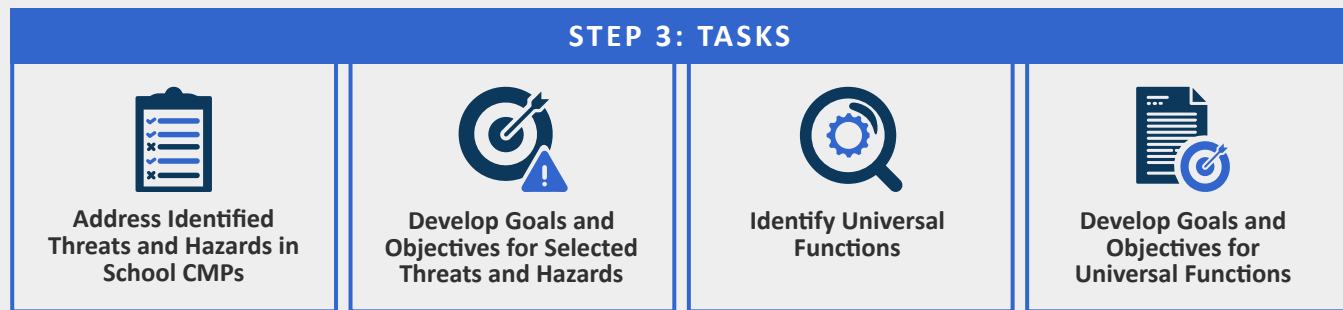 STEP 3: TASKS
Address Identified
Threats and Hazards in
School CMPs
Develop Goals and
Objectives for Selected
Threats and Hazards
Identify Universal
Functions
Develop Goals and
Objectives for
Universal Functions